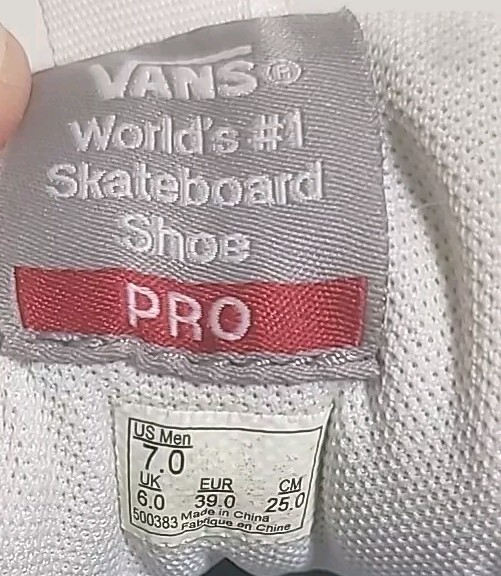 VANS®
World's #1
Skateboard
Shoe
PRO
US Men
7.0
UK EUR CM
6.0 39.0 25.0
500383 Made in China
Fabrique en Chine